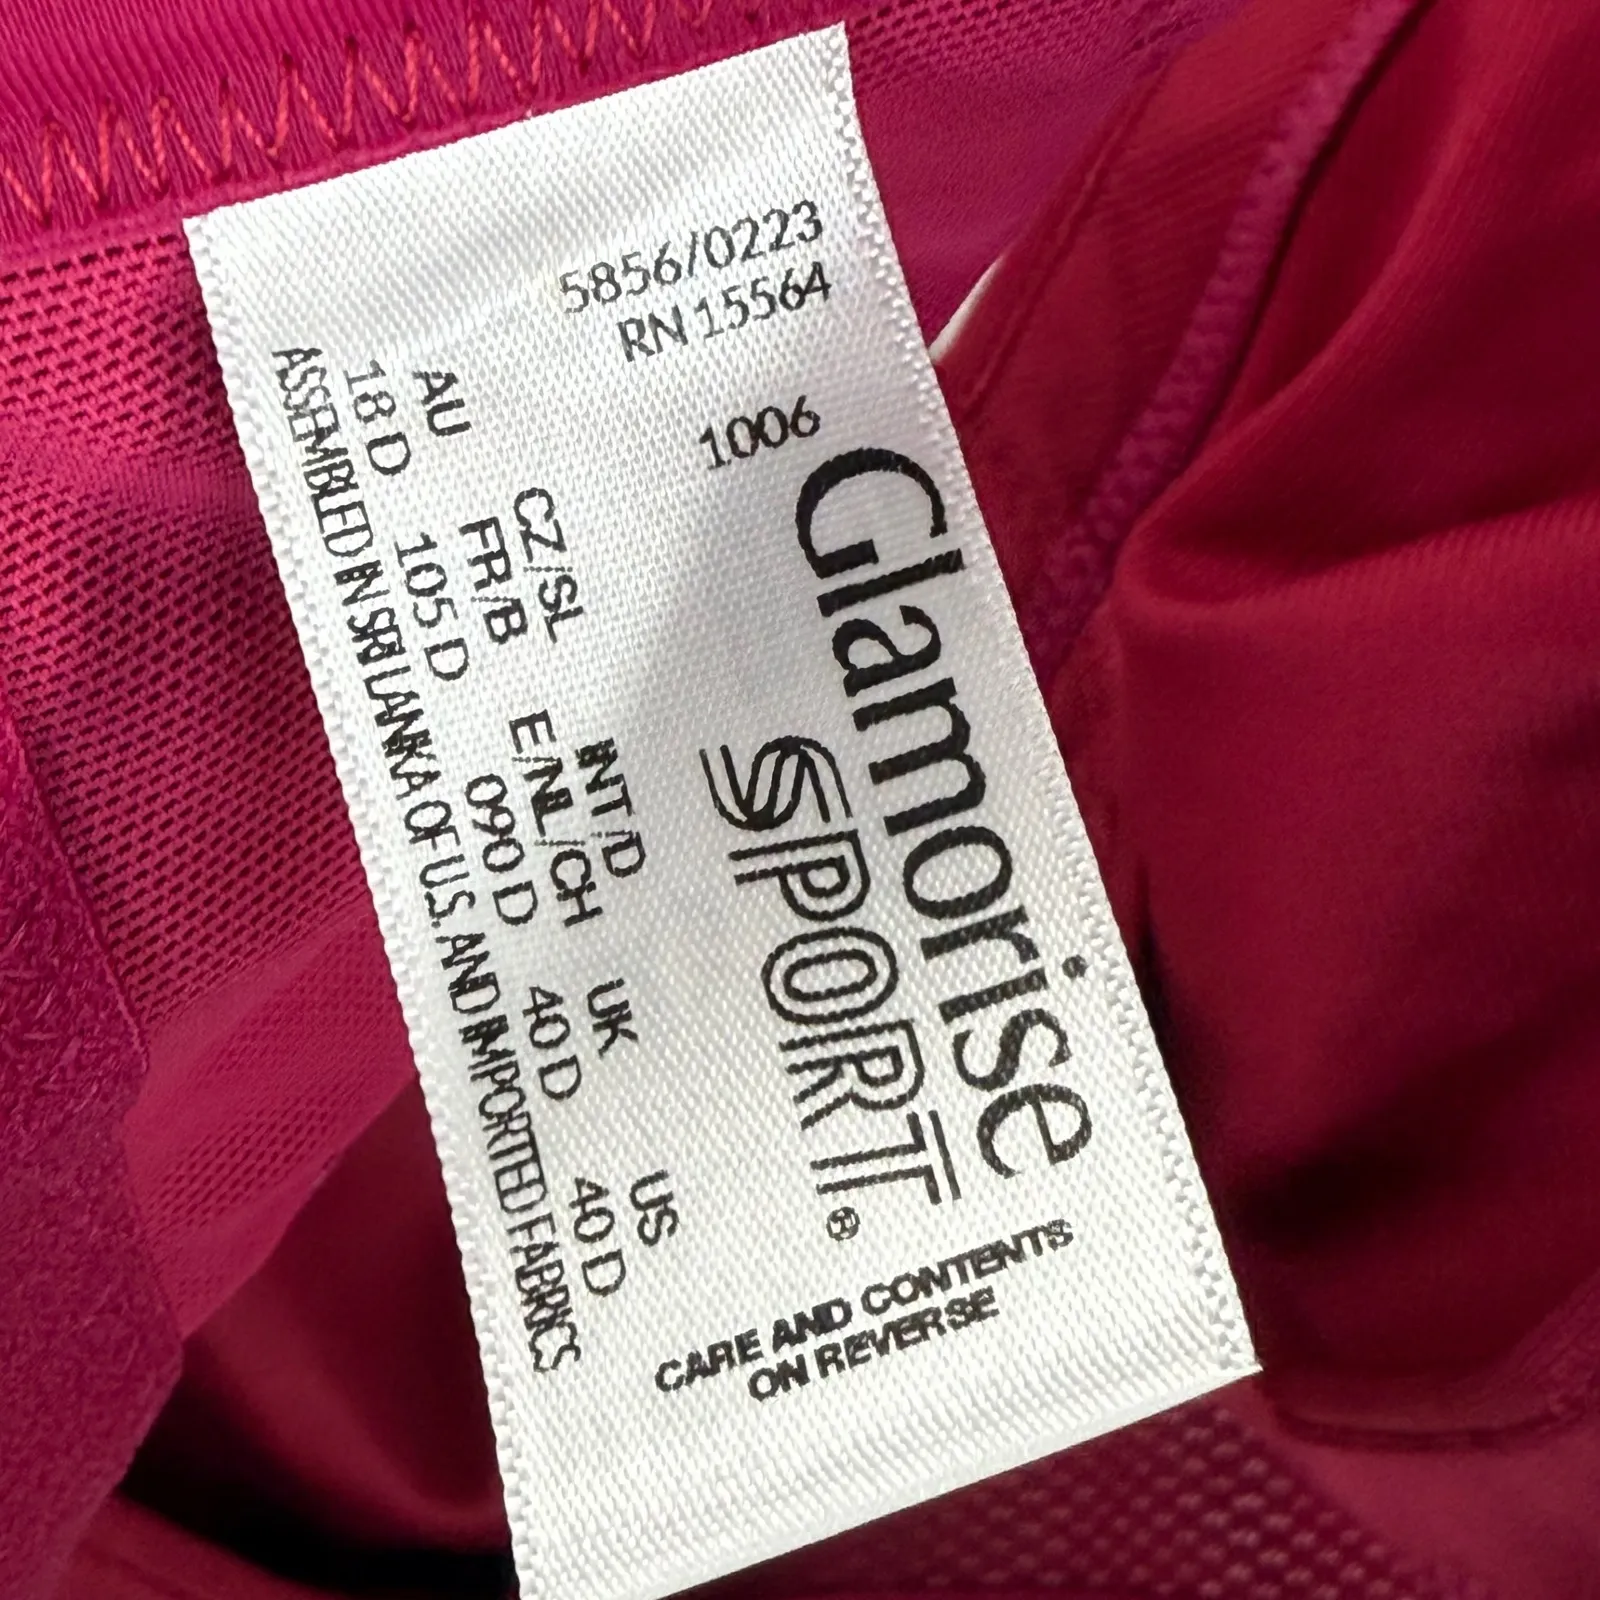 5856/0223
RN 15564
1006
Glamorise
SPORT®
US UK INT/D CZ/SL AU
E/NL/CH FR/B
40 D 40 D 090 D 105 D 18 D
ASSEMBLED IN SRI LANKA OF U.S. AND IMPORTED FABRICS
CARE AND CONTENTS
ON REVERSE